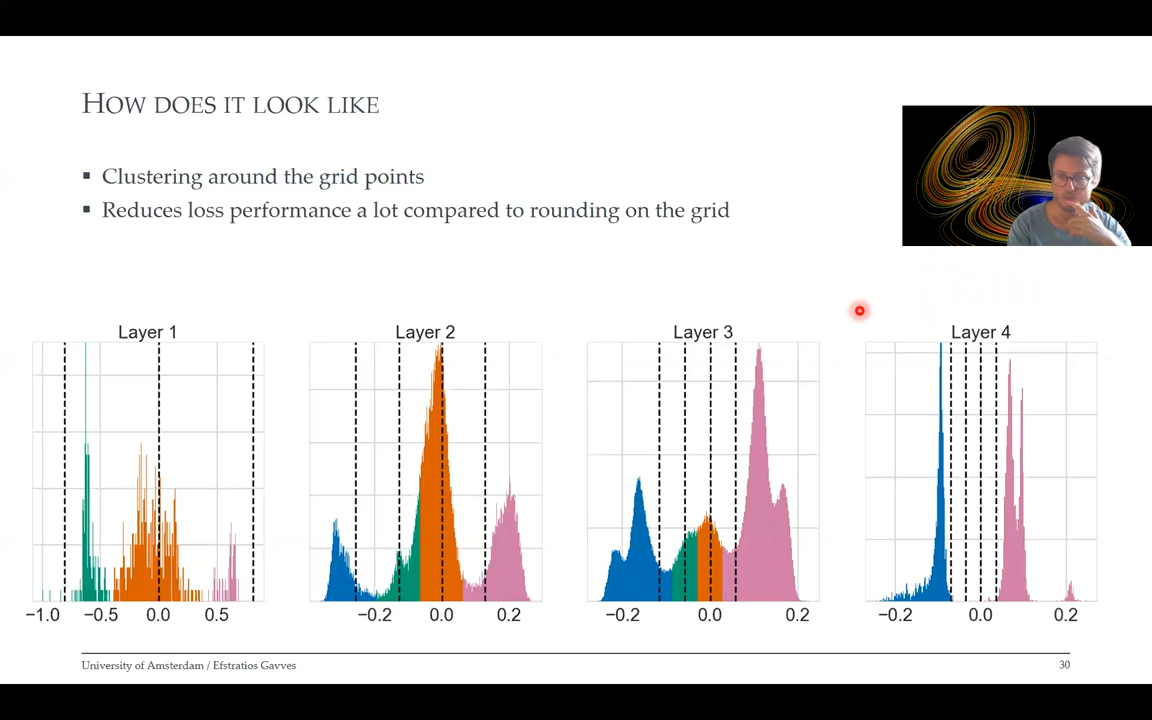 HOW DOES IT LOOK LIKE
▪ Clustering around the grid points
▪ Reduces loss performance a lot compared to rounding on the grid
Layer 1 Layer 2 Layer 3 Layer 4
−1.0 −0.5 0.0 0.5 −0.2 0.0 0.2 −0.2 0.0 0.2 −0.2 0.0 0.2
University of Amsterdam / Efstratios Gavves 30